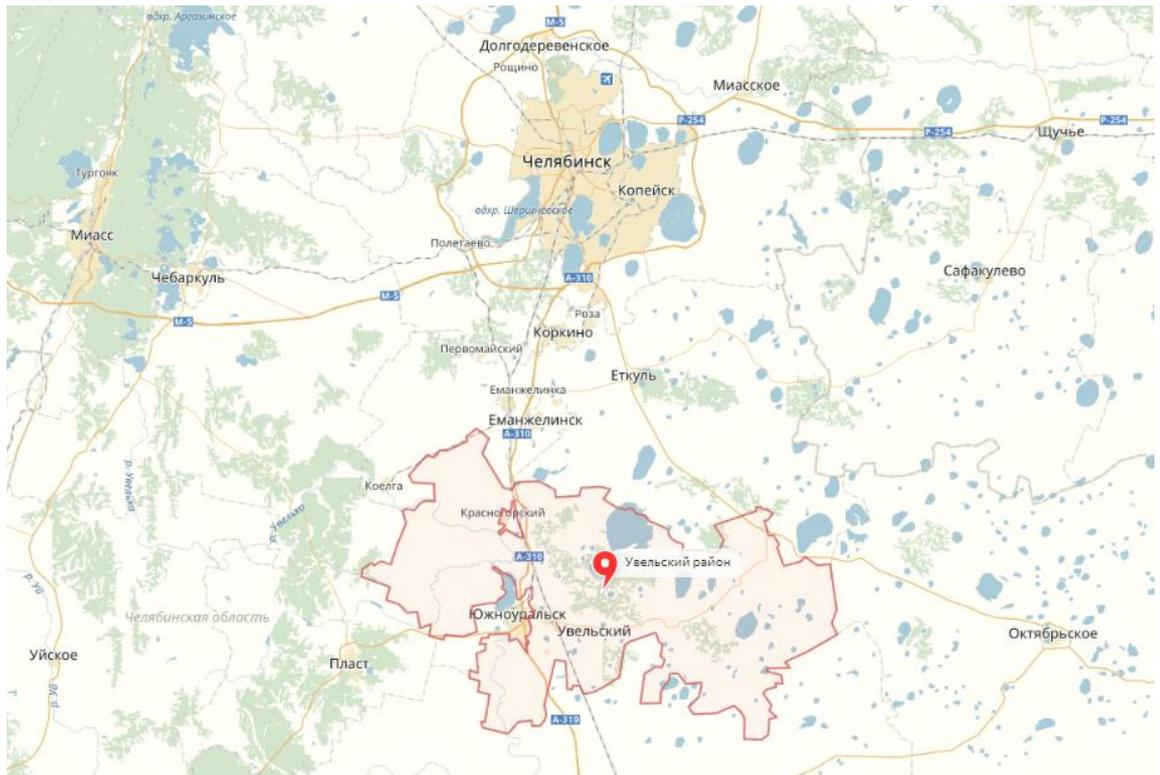 вдхр. Аргазинское
М-5
Долгодеревенское
Рощино
Миасское
Р-254
Р-254
Р-254
Щучье
Челябинск
Тургояк
Копейск
вдхр. Шершнёвское
Миасс
Полетаево
Чебаркуль
А-310
Сафакулево
М-5
М-5
Роза
Коркино
Первомайский
Еткуль
Еманжелинка
Еманжелинск
А-310
р. Увелька
Коелга
р. Увелька
Красногорский
А-310
Увельский район
р. Уй
Челябинская область
Южноуральск
Увельский
Октябрьское
Уйское
Пласт
р. Уй
А-310